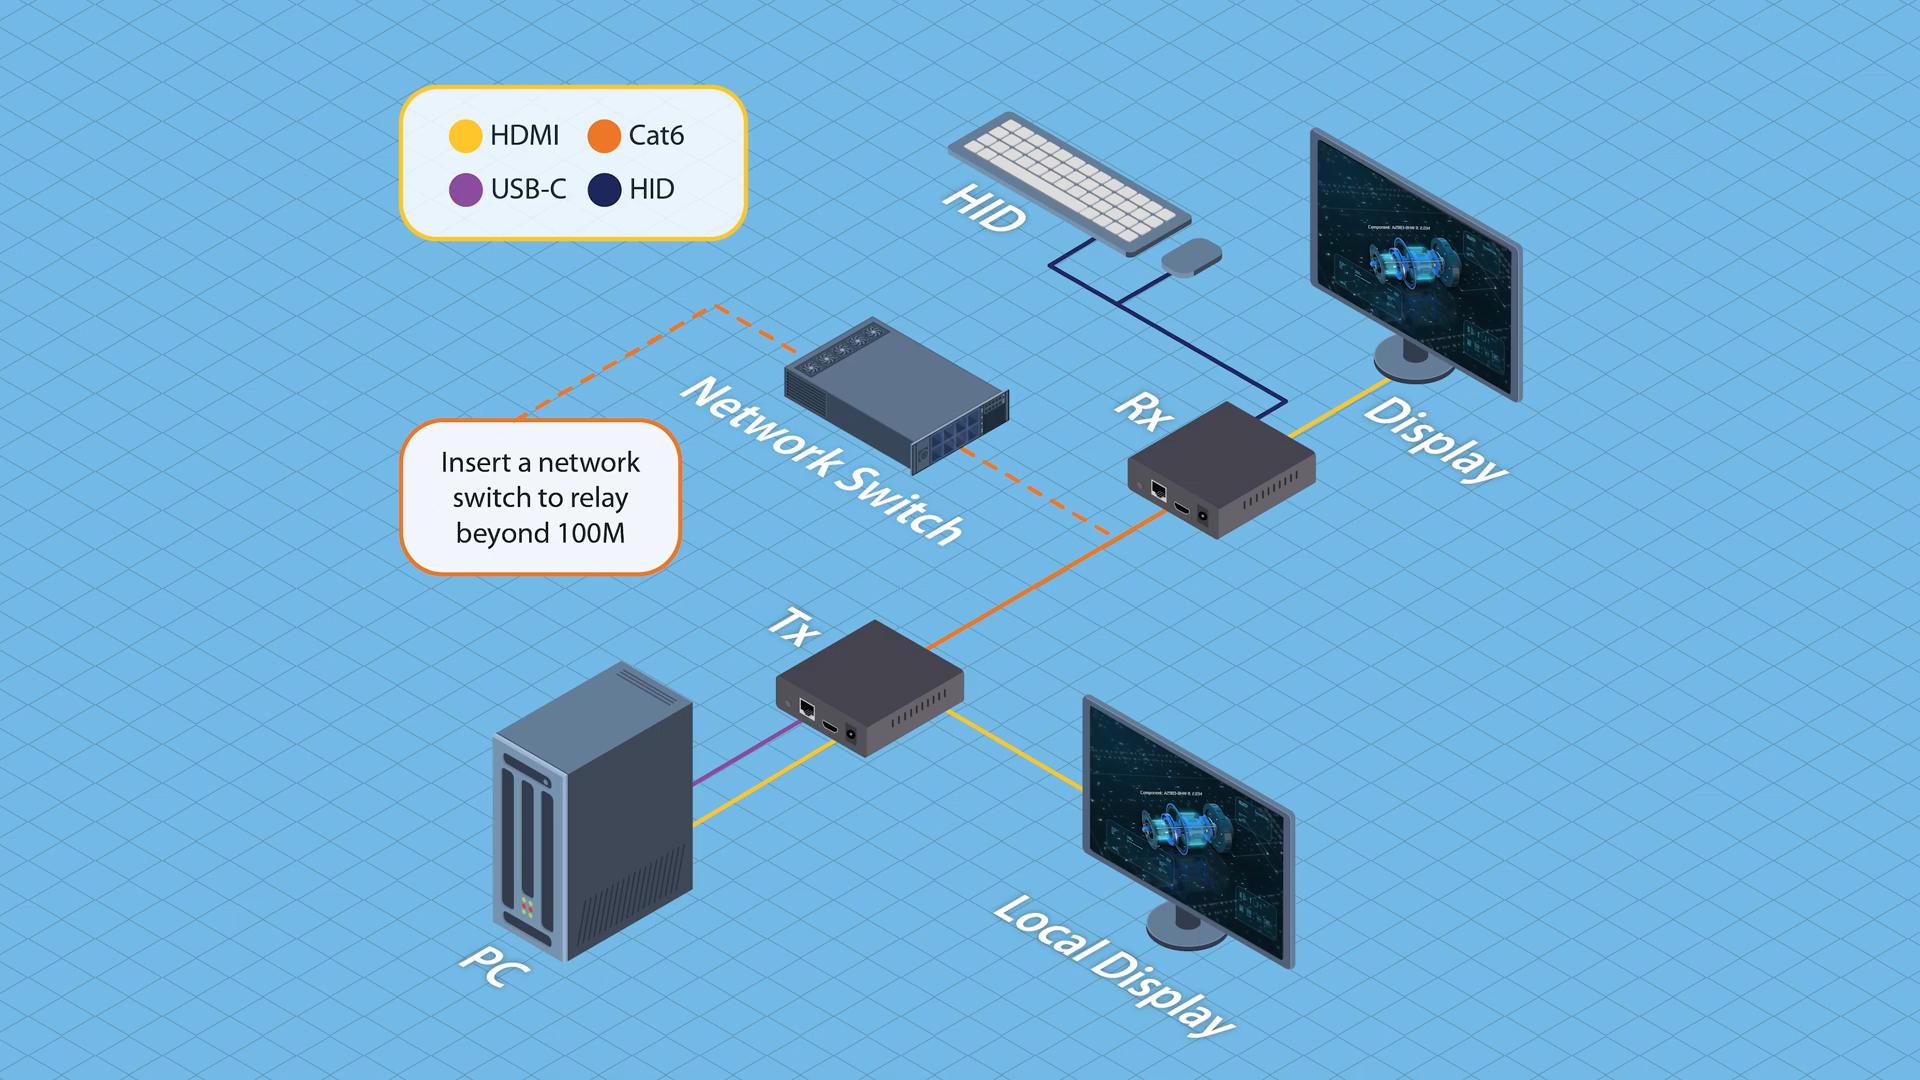 HDMI
Cat6
USB-C
HID
HID
Rx
Display
Network Switch
Insert a network
switch to relay
beyond 100M
Tx
PC
Local Display